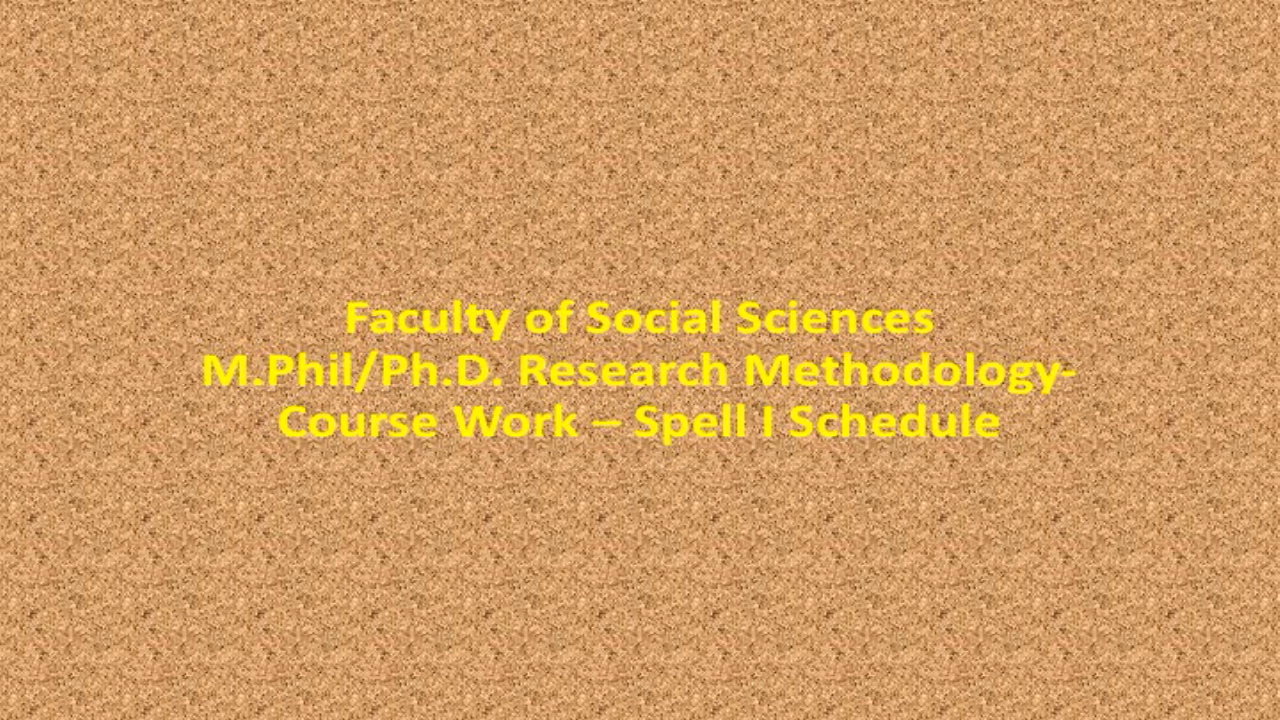 Faculty of Social Sciences
M.Phil/Ph.D. Research Methodology-
Course Work – Spell I Schedule